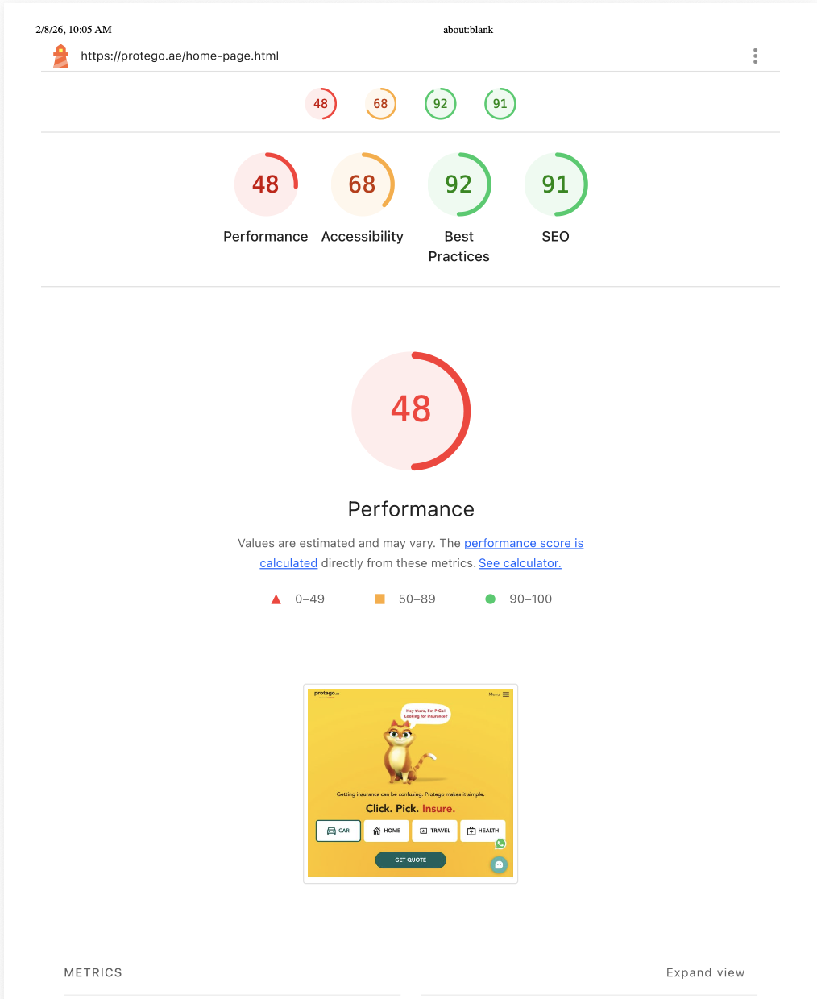 2/8/26, 10:05 AM
about:blank
https://protego.ae/home-page.html
48
68
92
91
48
68
92
91
Performance
Accessibility
Best
Practices
SEO
48
Performance
Values are estimated and may vary. The performance score is
calculated directly from these metrics. See calculator.
0–49
50–89
90–100
protego.ae
Menu
Hey there, I'm P-Go!
Looking for insurance?
Getting insurance can be confusing. Protego makes it simple.
Click. Pick. Insure.
CAR
HOME
TRAVEL
HEALTH
GET QUOTE
METRICS
Expand view